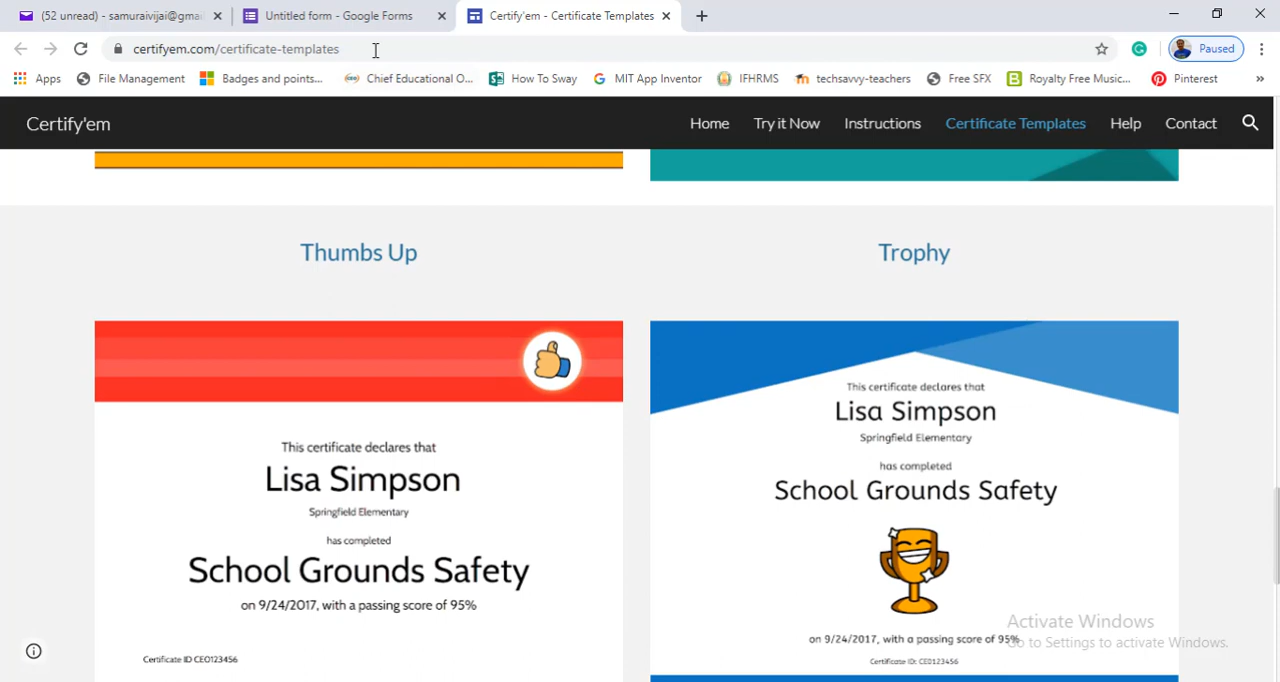 (52 unread) - samuraivijai@gmai
Untitled form - Google Forms
Certify'em - Certificate Templates
certifyem.com/certificate-templates
Paused
Apps
File Management
Badges and points...
Chief Educational O...
How To Sway
MIT App Inventor
IFHRMS
techsavvy-teachers
Free SFX
Royalty Free Music...
Pinterest
»
Certify'em
Home
Try it Now
Instructions
Certificate Templates
Help
Contact
Thumbs Up
Trophy
This certificate declares that
Lisa Simpson
Springfield Elementary
has completed
School Grounds Safety
on 9/24/2017, with a passing score of 95%
Certificate ID CEO123456
This certificate declares that
Lisa Simpson
Springfield Elementary
has completed
School Grounds Safety
on 9/24/2017, with a passing score of 95%
Certificate ID: CEO123456
Activate Windows
Go to Settings to activate Windows.